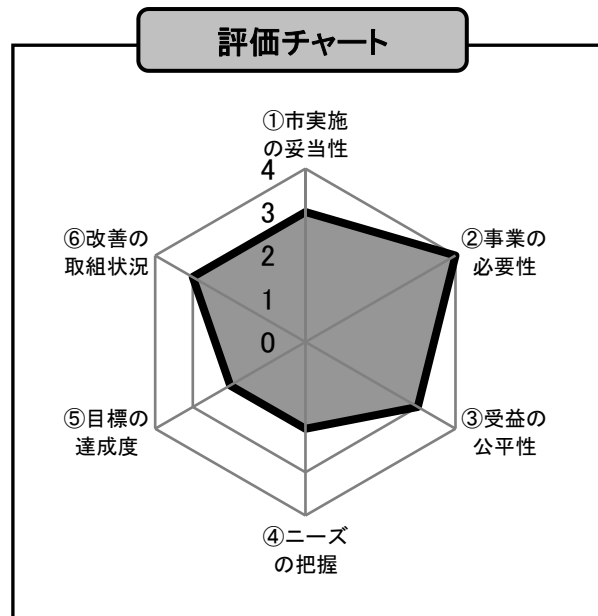 評価チャート
①市実施
の妥当性
4
3
2
1
0
②事業の
必要性
③受益の
公平性
④ニーズ
の把握
⑤目標の
達成度
⑥改善の
取組状況